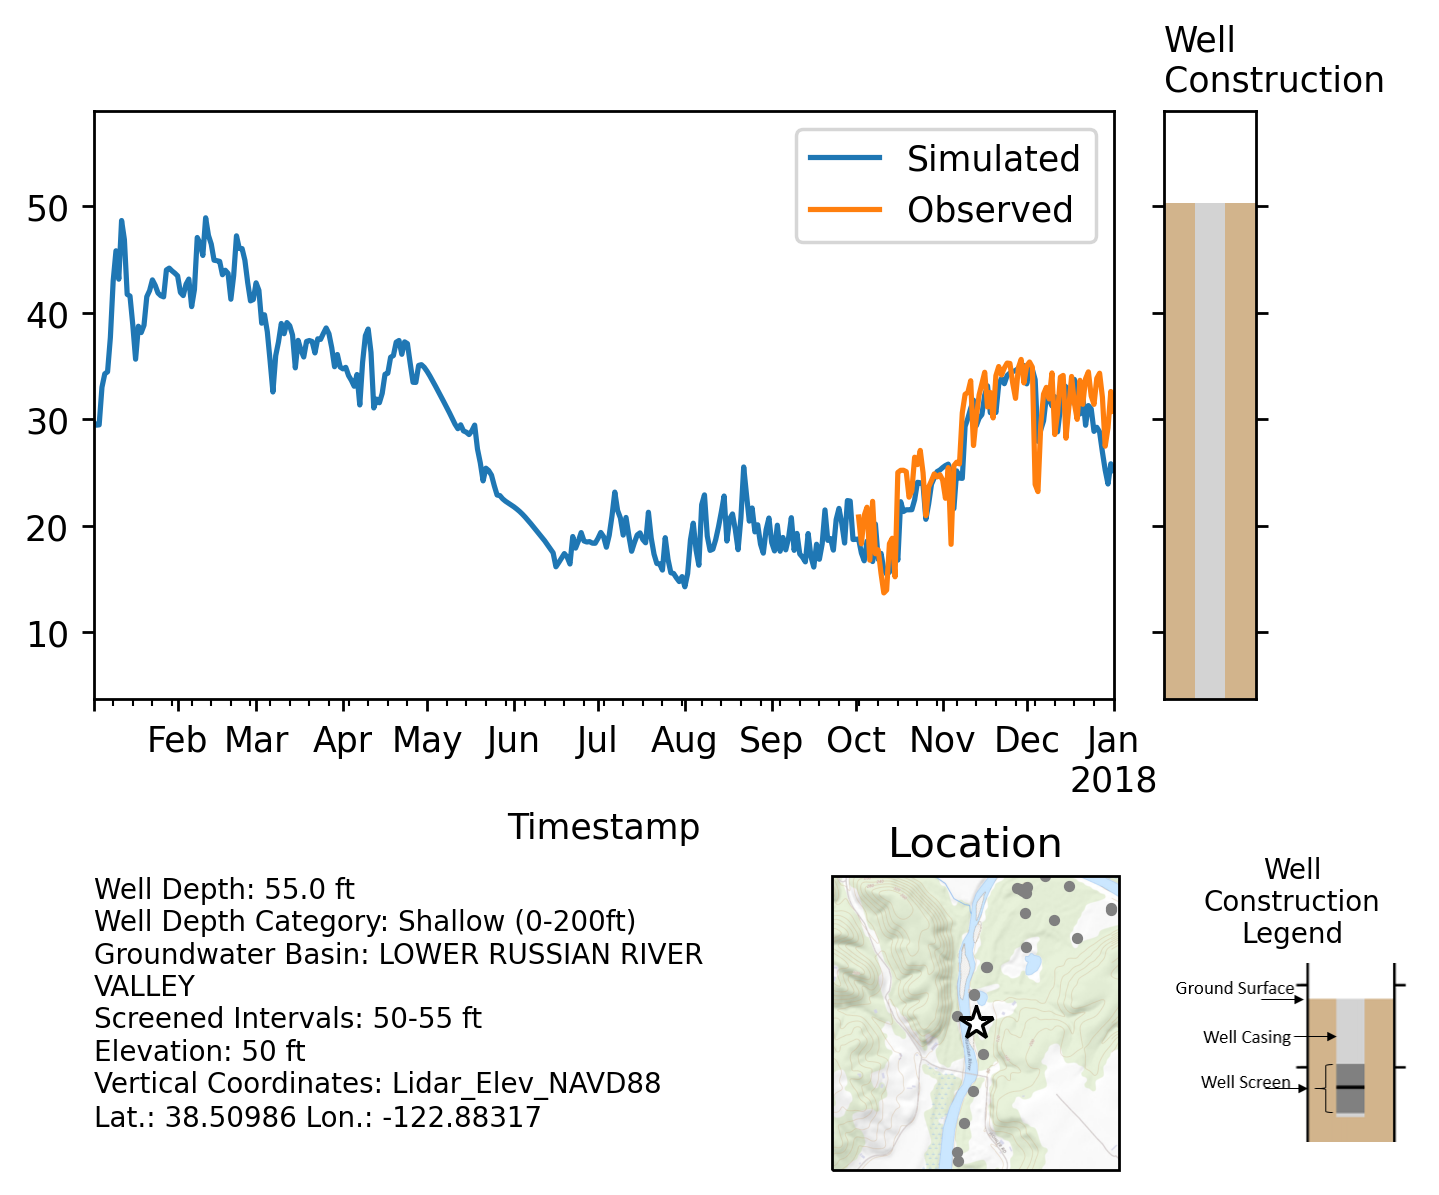 Well
Construction
Simulated
Observed
50
40
30
20
10
Feb Mar Apr May Jun Jul Aug Sep Oct Nov Dec Jan
2018
Timestamp
Well Depth: 55.0 ft
Well Depth Category: Shallow (0-200ft)
Groundwater Basin: LOWER RUSSIAN RIVER
VALLEY
Screened Intervals: 50-55 ft
Elevation: 50 ft
Vertical Coordinates: Lidar_Elev_NAVD88
Lat.: 38.50986 Lon.: -122.88317
Location
Well
Construction
Legend
Ground Surface
Well Casing
Well Screen